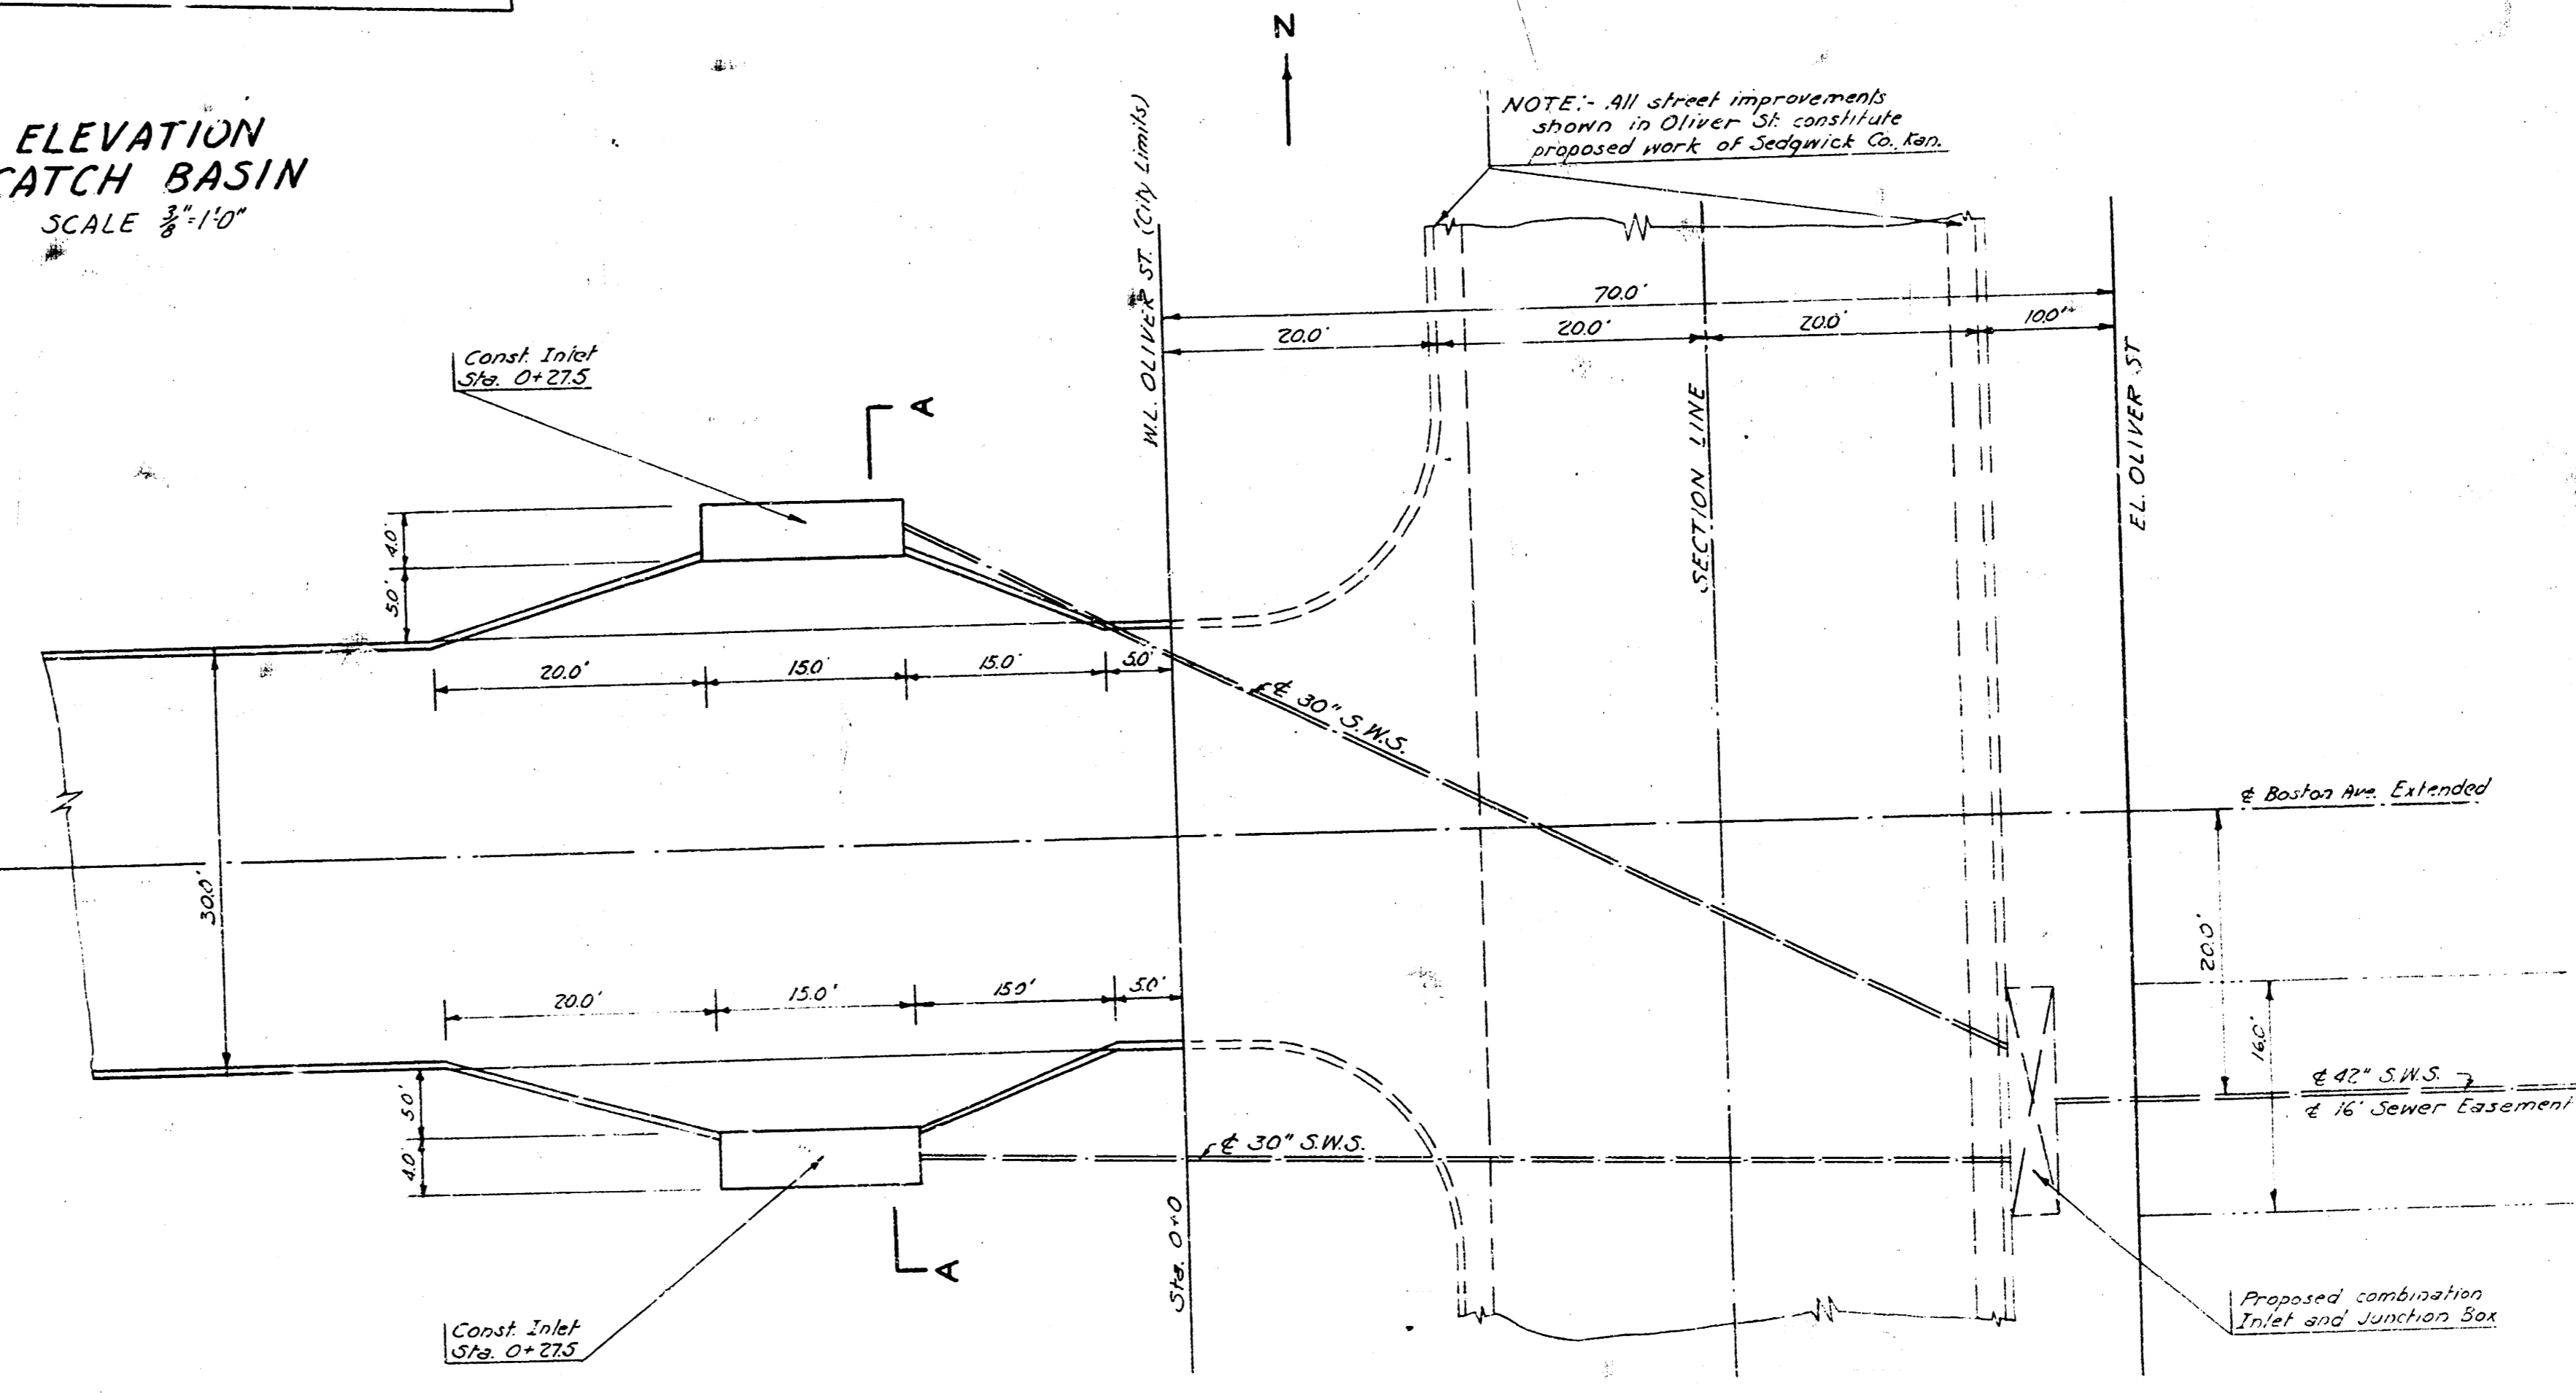 ELEVATION
CATCH BASIN
SCALE 3/8"=1'-0"
N
NOTE:- All street improvements
shown in Oliver St. constitute
proposed work of Sedgwick Co., Kan.
W.L. OLIVER ST. (City Limits)
70.0'
20.0'
20.0'
20.0'
10.0'
Const. Inlet
Sta. 0+27.5
A
SECTION LINE
E.L. OLIVER ST
4.0'
5.0'
20.0'
15.0'
15.0'
5.0'
℄ 30" S.W.S.
℄ Boston Ave. Extended
30.0'
20.0'
16.0'
20.0'
15.0'
15.0'
5.0'
℄ 42" S.W.S.
℄ 16' Sewer Easement
5.0'
4.0'
℄ 30" S.W.S.
Sta. 0+0
A
Const. Inlet
Sta. 0+27.5
Proposed combination
Inlet and Junction Box